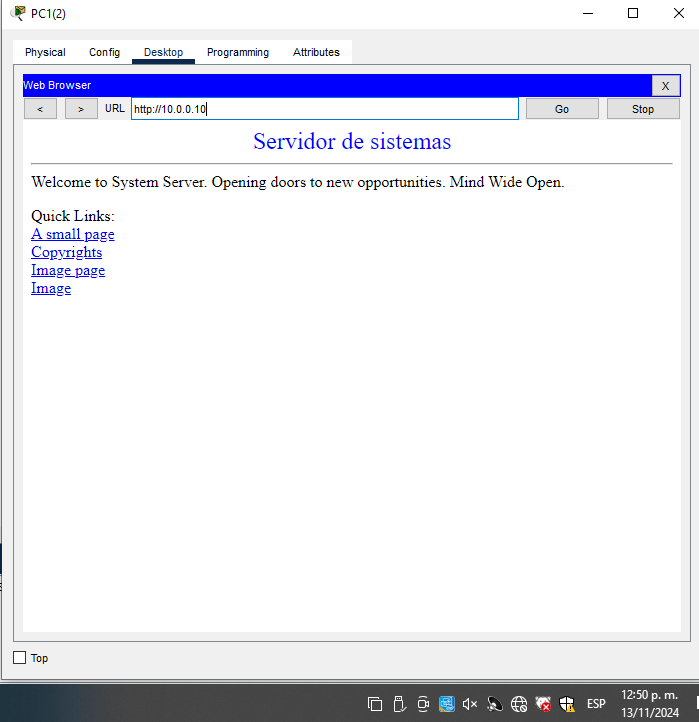 PC1(2)
Physical Config Desktop Programming Attributes
Web Browser X
< > URL http://10.0.0.10 Go Stop
Servidor de sistemas
Welcome to System Server. Opening doors to new opportunities. Mind Wide Open.
Quick Links:
A small page
Copyrights
Image page
Image
Top
ESP
12:50 p. m.
13/11/2024